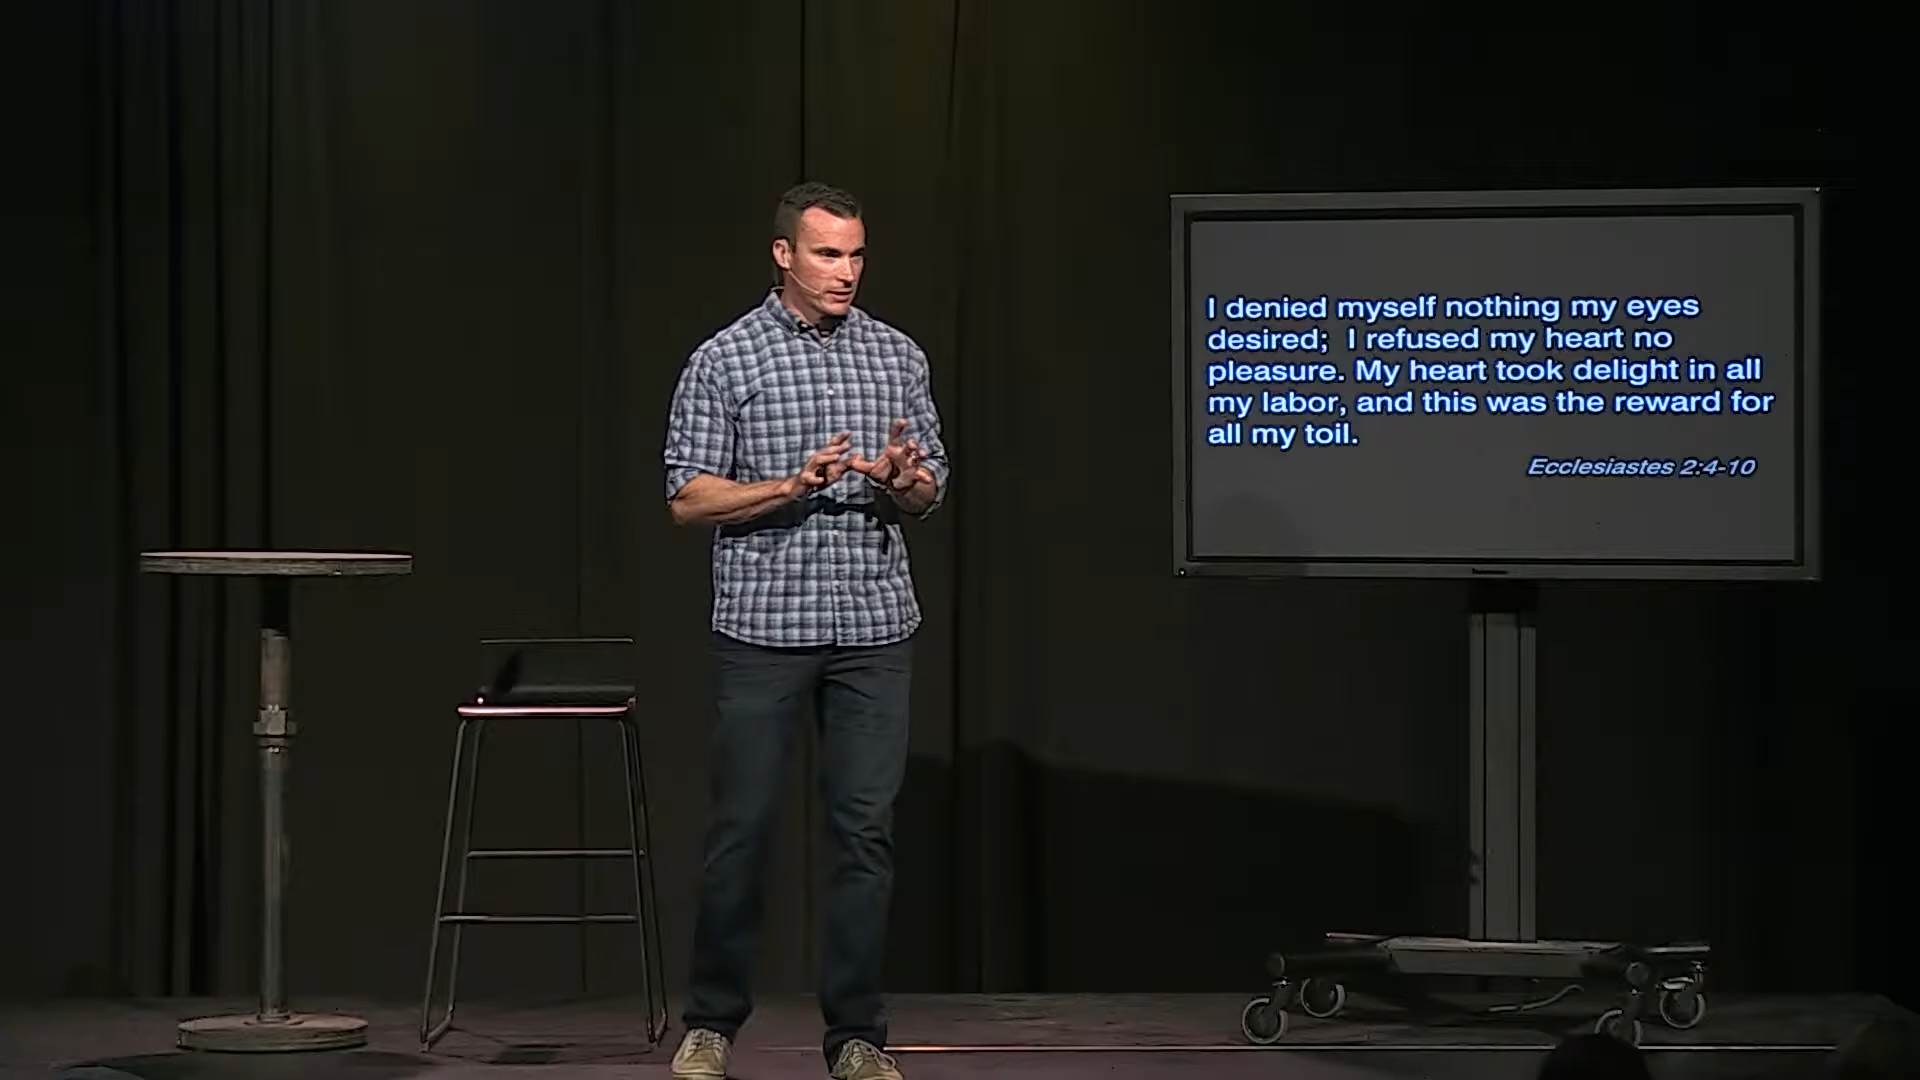 I denied myself nothing my eyes
desired;  I refused my heart no
pleasure. My heart took delight in all
my labor, and this was the reward for
all my toil.
Ecclesiastes 2:4-10